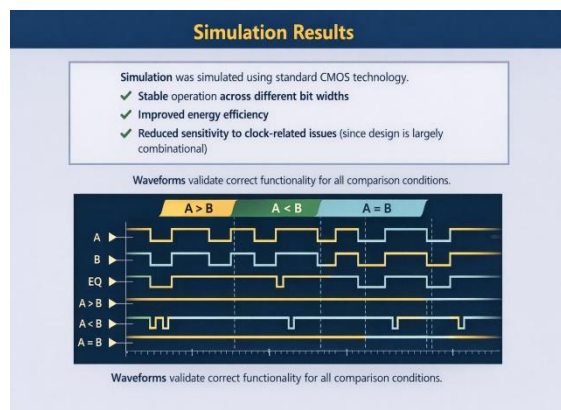 Simulation Results
Simulation was simulated using standard CMOS technology.
✓ Stable operation across different bit widths
✓ Improved energy efficiency
✓ Reduced sensitivity to clock-related issues (since design is largely
combinational)
Waveforms validate correct functionality for all comparison conditions.
A > B A < B A = B
A
B
EQ
A > B
A < B
A = B
Waveforms validate correct functionality for all comparison conditions.